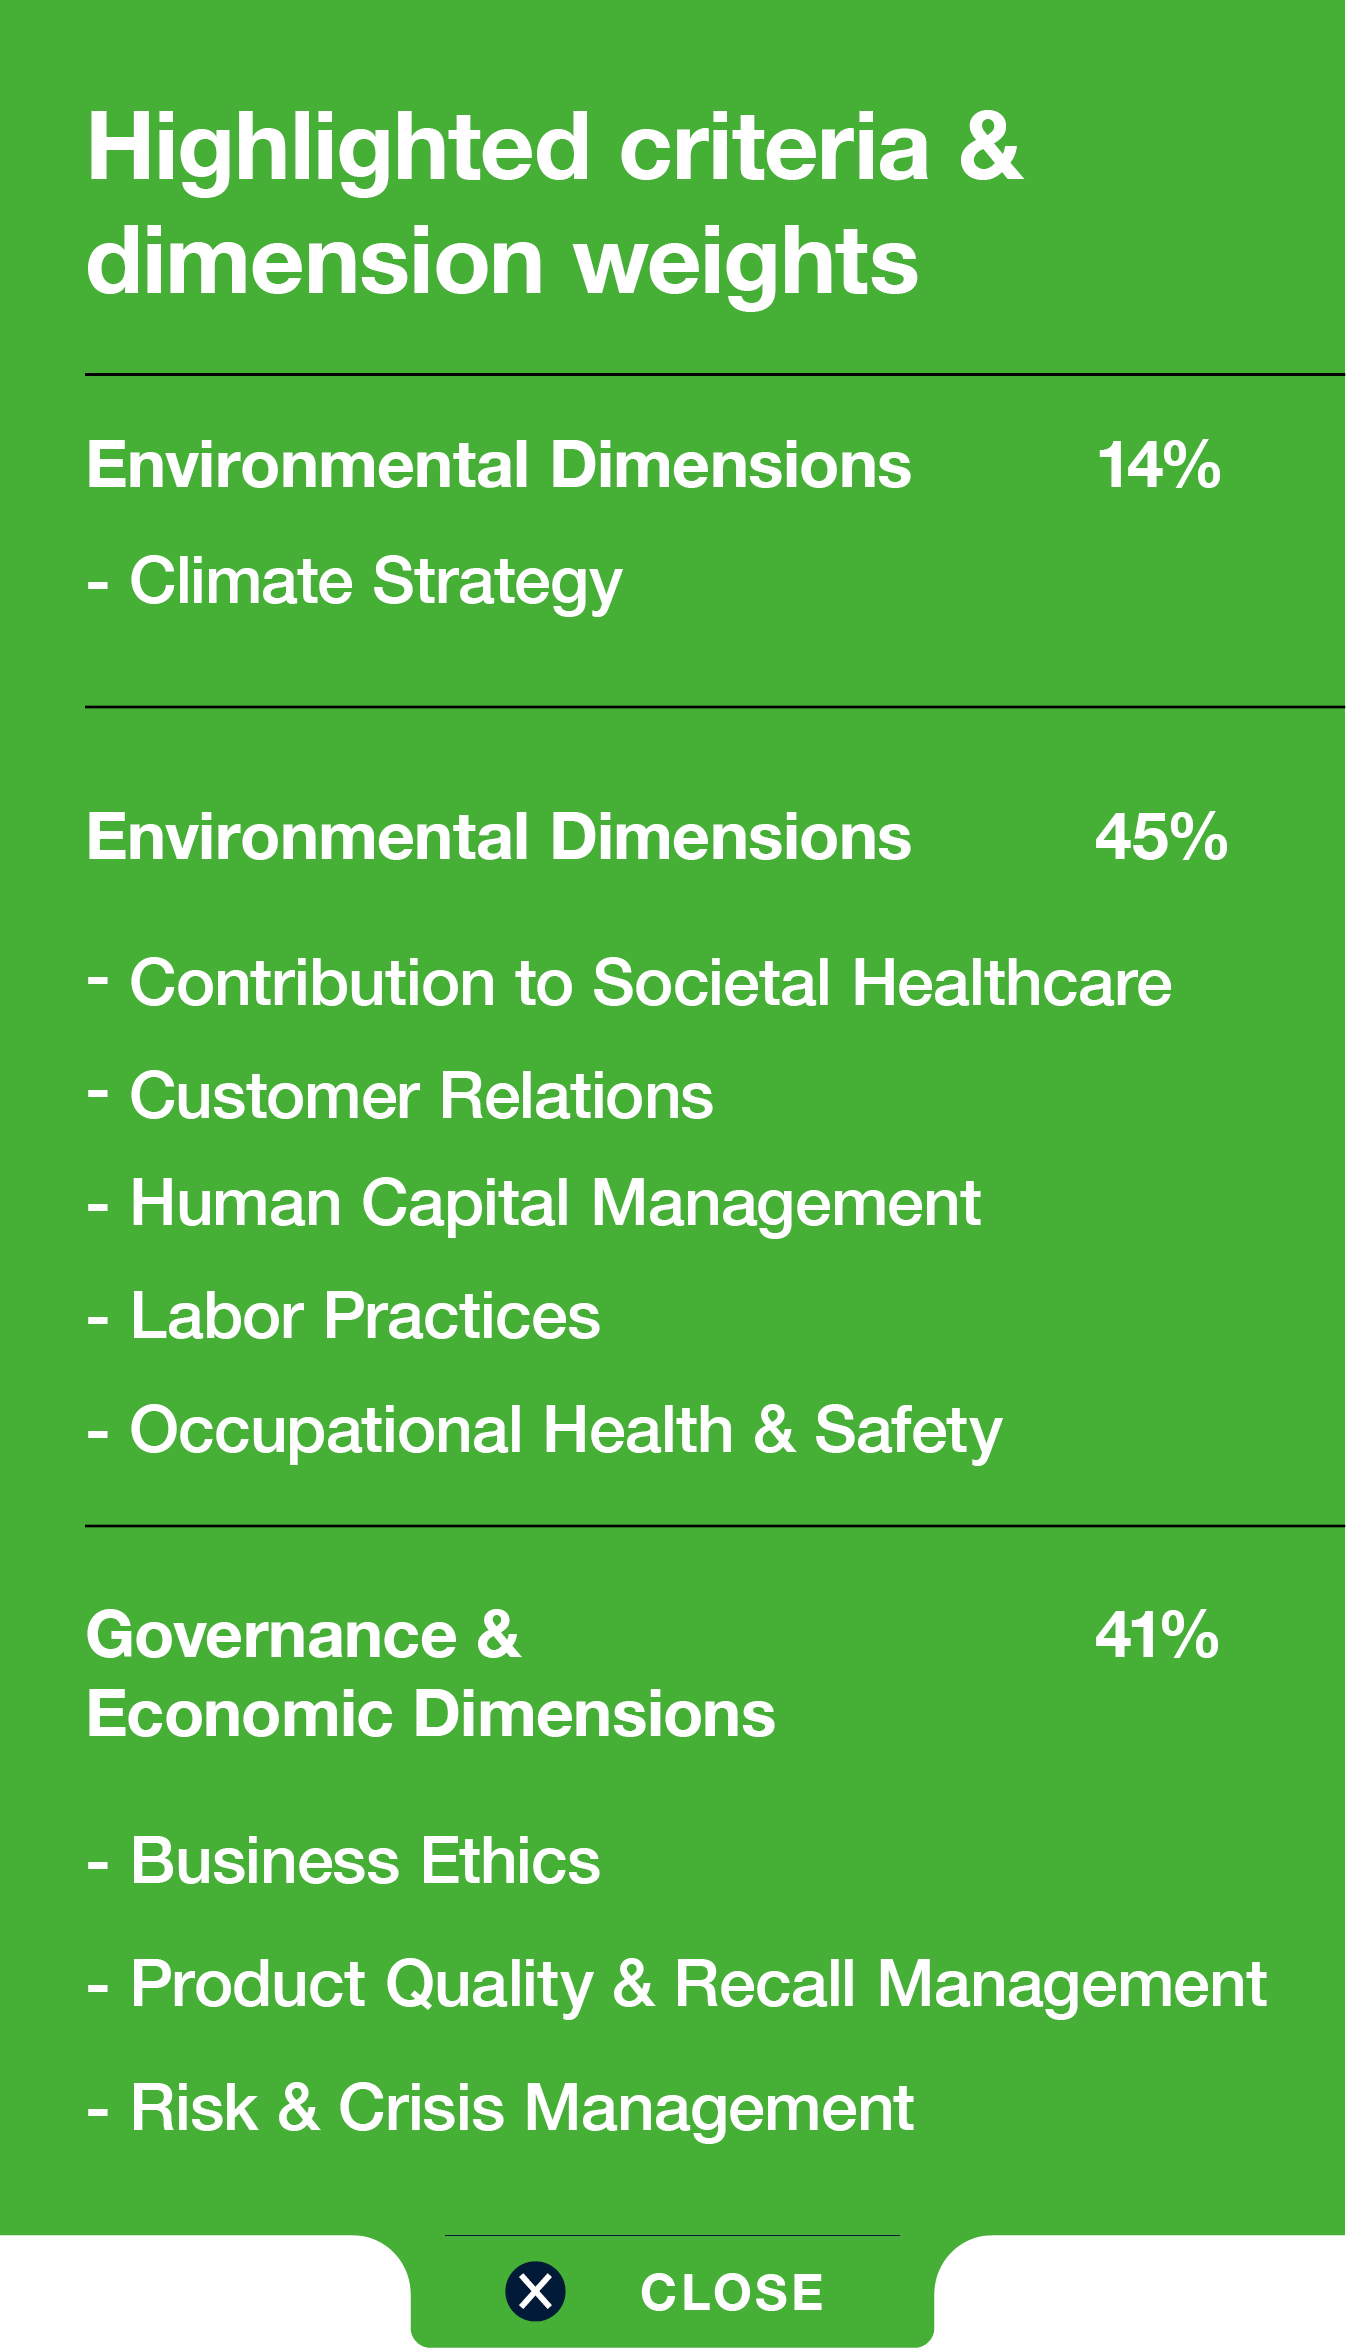 Highlighted criteria &
dimension weights
Environmental Dimensions 14%
- Climate Strategy
Environmental Dimensions 45%
- Contribution to Societal Healthcare
- Customer Relations
- Human Capital Management
- Labor Practices
- Occupational Health & Safety
Governance & 41%
Economic Dimensions
- Business Ethics
- Product Quality & Recall Management
- Risk & Crisis Management
CLOSE